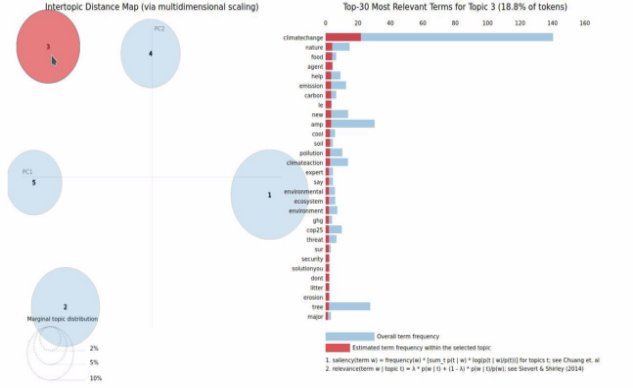 Intertopic Distance Map (via multidimensional scaling)
PC2
PC1
3
4
5
1
2
Marginal topic distribution
2%
5%
10%
Top-30 Most Relevant Terms for Topic 3 (18.8% of tokens)
0 20 40 60 80 100 120 140 160
climatechange
nature
food
agent
help
emission
carbon
le
new
amp
cool
soil
pollution
climateaction
expert
say
environmental
ecosystem
environment
ghg
cop25
threat
sur
security
solutionyou
dont
litter
erosion
tree
major
Overall term frequency
Estimated term frequency within the selected topic
1. saliency(term w) = frequency(w) * [sum_t p(t | w) * log(p(t | w)/p(t))] for topics t; see Chuang et. al
2. relevance(term w | topic t) = λ * p(w | t) + (1 - λ) * p(w | t)/p(w); see Sievert & Shirley (2014)